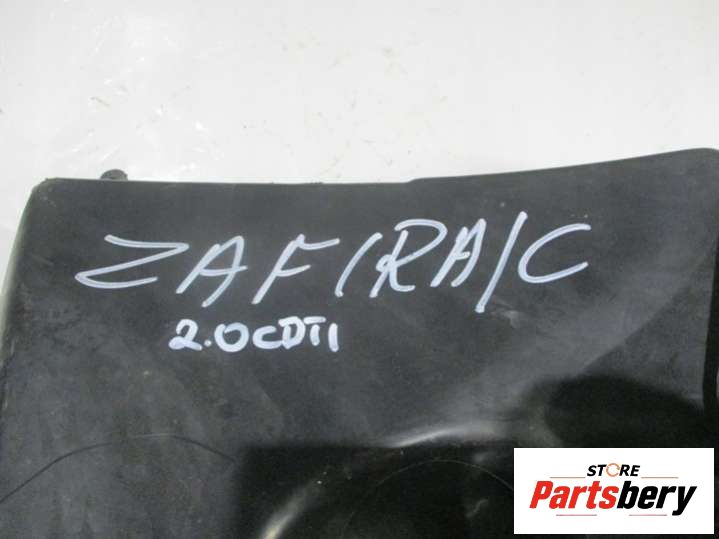 ZAFIRA/C
2.0CDTI
STORE
Partsbery